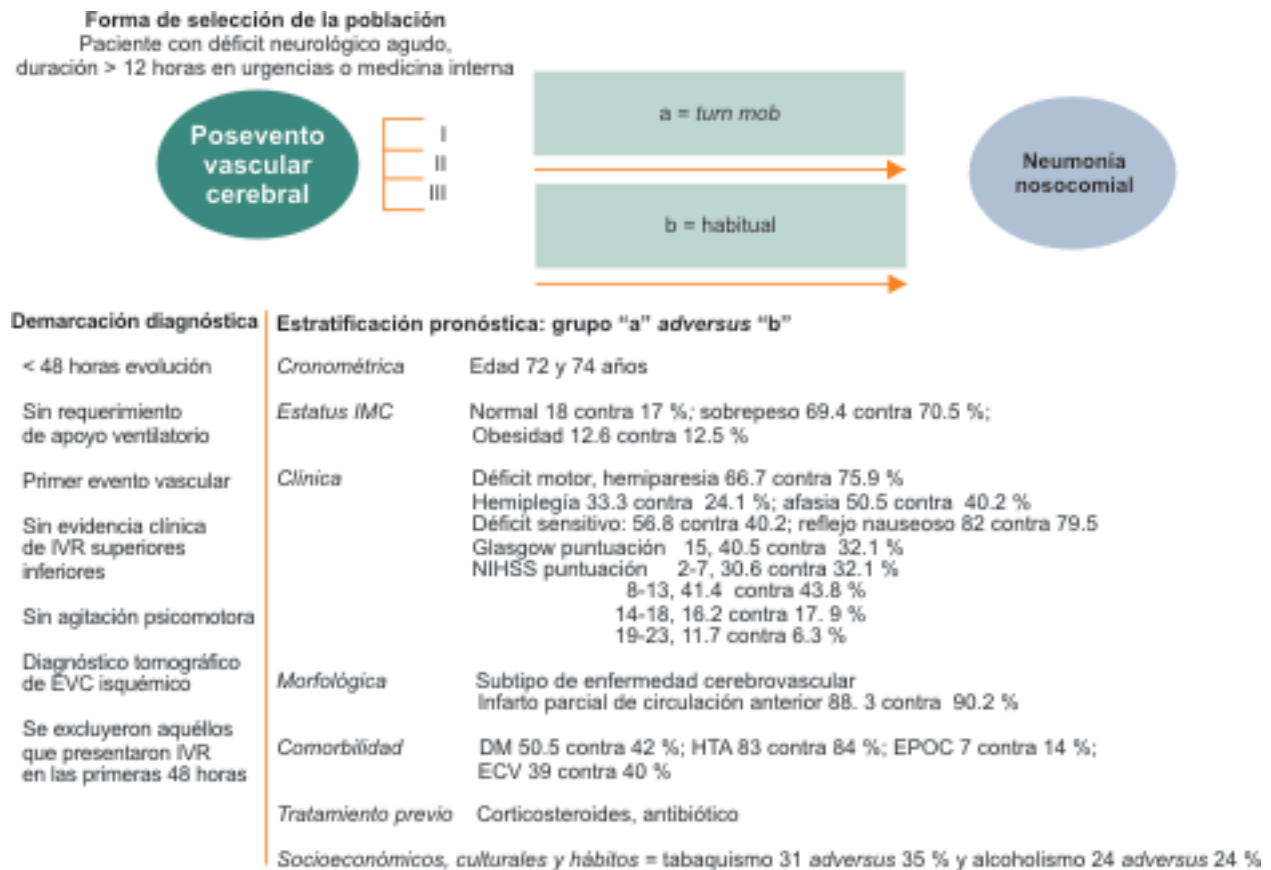 Forma de selección de la población
Paciente con déficit neurológico agudo,
duración > 12 horas en urgencias o medicina interna
Posevento
vascular
cerebral
I
II
III
a = turn mob
b = habitual
Neumonía
nosocomial
Demarcación diagnóstica
< 48 horas evolución
Sin requerimiento
de apoyo ventilatorio
Primer evento vascular
Sin evidencia clínica
de IVR superiores
inferiores
Sin agitación psicomotora
Diagnóstico tomográfico
de EVC isquémico
Se excluyeron aquéllos
que presentaron IVR
en las primeras 48 horas
Estratificación pronóstica: grupo “a” adversus “b”
Cronométrica Edad 72 y 74 años
Estatus IMC Normal 18 contra 17 %; sobrepeso 69.4 contra 70.5 %;
Obesidad 12.6 contra 12.5 %
Clínica Déficit motor, hemiparesia 66.7 contra 75.9 %
Hemiplegía 33.3 contra 24.1 %; afasia 50.5 contra 40.2 %
Déficit sensitivo: 56.8 contra 40.2; reflejo nauseoso 82 contra 79.5
Glasgow puntuación 15, 40.5 contra 32.1 %
NIHSS puntuación 2-7, 30.6 contra 32.1 %
8-13, 41.4 contra 43.8 %
14-18, 16.2 contra 17. 9 %
19-23, 11.7 contra 6.3 %
Morfológica Subtipo de enfermedad cerebrovascular
Infarto parcial de circulación anterior 88. 3 contra 90.2 %
Comorbilidad DM 50.5 contra 42 %; HTA 83 contra 84 %; EPOC 7 contra 14 %;
ECV 39 contra 40 %
Tratamiento previo Corticosteroides, antibiótico
Socioeconómicos, culturales y hábitos = tabaquismo 31 adversus 35 % y alcoholismo 24 adversus 24 %